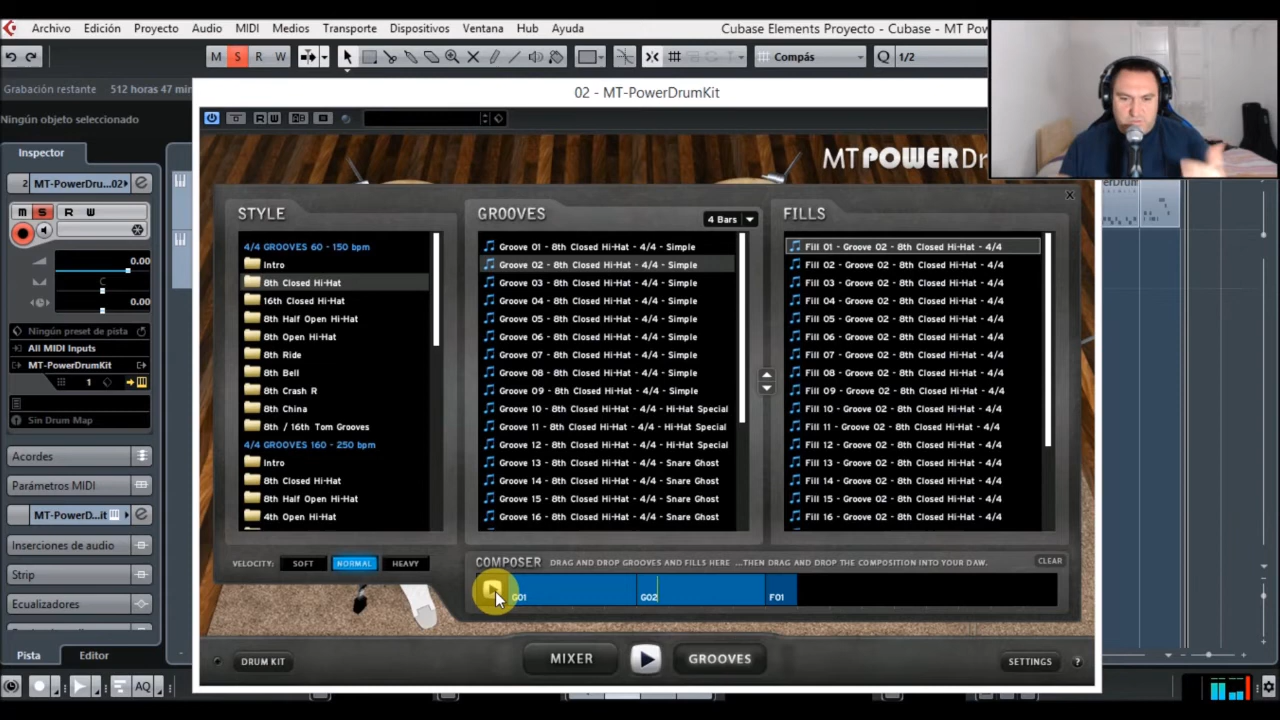 Archivo Edición Proyecto Audio MIDI Medios Transporte Dispositivos Ventana Hub Ayuda Cubase Elements Proyecto - Cubase - MT Pow
M S R W Compás Q 1/2
Grabación restante 512 horas 47 min
Ningún objeto seleccionado
02 - MT-PowerDrumKit
R W
Inspector
2 MT-PowerDru...02
M S R W
0.00
C
0.00
0.00
Ningún preset de pista
All MIDI Inputs
MT-PowerDrumKit
1
Sin Drum Map
Acordes
Parámetros MIDI
MT-PowerD...it
Inserciones de audio
Strip
Ecualizadores
Pista Editor
AQ
MT POWER Dr
STYLE
4/4 GROOVES 60 - 150 bpm
Intro
8th Closed Hi-Hat
16th Closed Hi-Hat
8th Half Open Hi-Hat
8th Open Hi-Hat
8th Ride
8th Bell
8th Crash R
8th China
8th / 16th Tom Grooves
4/4 GROOVES 160 - 250 bpm
Intro
8th Closed Hi-Hat
8th Half Open Hi-Hat
4th Open Hi-Hat
VELOCITY: SOFT NORMAL HEAVY
GROOVES 4 Bars
Groove 01 - 8th Closed Hi-Hat - 4/4 - Simple
Groove 02 - 8th Closed Hi-Hat - 4/4 - Simple
Groove 03 - 8th Closed Hi-Hat - 4/4 - Simple
Groove 04 - 8th Closed Hi-Hat - 4/4 - Simple
Groove 05 - 8th Closed Hi-Hat - 4/4 - Simple
Groove 06 - 8th Closed Hi-Hat - 4/4 - Simple
Groove 07 - 8th Closed Hi-Hat - 4/4 - Simple
Groove 08 - 8th Closed Hi-Hat - 4/4 - Simple
Groove 09 - 8th Closed Hi-Hat - 4/4 - Simple
Groove 10 - 8th Closed Hi-Hat - 4/4 - Hi-Hat Special
Groove 11 - 8th Closed Hi-Hat - 4/4 - Hi-Hat Special
Groove 12 - 8th Closed Hi-Hat - 4/4 - Hi-Hat Special
Groove 13 - 8th Closed Hi-Hat - 4/4 - Snare Ghost
Groove 14 - 8th Closed Hi-Hat - 4/4 - Snare Ghost
Groove 15 - 8th Closed Hi-Hat - 4/4 - Snare Ghost
Groove 16 - 8th Closed Hi-Hat - 4/4 - Snare Ghost
FILLS
Fill 01 - Groove 02 - 8th Closed Hi-Hat - 4/4
Fill 02 - Groove 02 - 8th Closed Hi-Hat - 4/4
Fill 03 - Groove 02 - 8th Closed Hi-Hat - 4/4
Fill 04 - Groove 02 - 8th Closed Hi-Hat - 4/4
Fill 05 - Groove 02 - 8th Closed Hi-Hat - 4/4
Fill 06 - Groove 02 - 8th Closed Hi-Hat - 4/4
Fill 07 - Groove 02 - 8th Closed Hi-Hat - 4/4
Fill 08 - Groove 02 - 8th Closed Hi-Hat - 4/4
Fill 09 - Groove 02 - 8th Closed Hi-Hat - 4/4
Fill 10 - Groove 02 - 8th Closed Hi-Hat - 4/4
Fill 11 - Groove 02 - 8th Closed Hi-Hat - 4/4
Fill 12 - Groove 02 - 8th Closed Hi-Hat - 4/4
Fill 13 - Groove 02 - 8th Closed Hi-Hat - 4/4
Fill 14 - Groove 02 - 8th Closed Hi-Hat - 4/4
Fill 15 - Groove 02 - 8th Closed Hi-Hat - 4/4
Fill 16 - Groove 02 - 8th Closed Hi-Hat - 4/4
COMPOSER DRAG AND DROP GROOVES AND FILLS HERE ...THEN DRAG AND DROP THE COMPOSITION INTO YOUR DAW. CLEAR
G01 G02 F01
DRUM KIT MIXER GROOVES SETTINGS ?